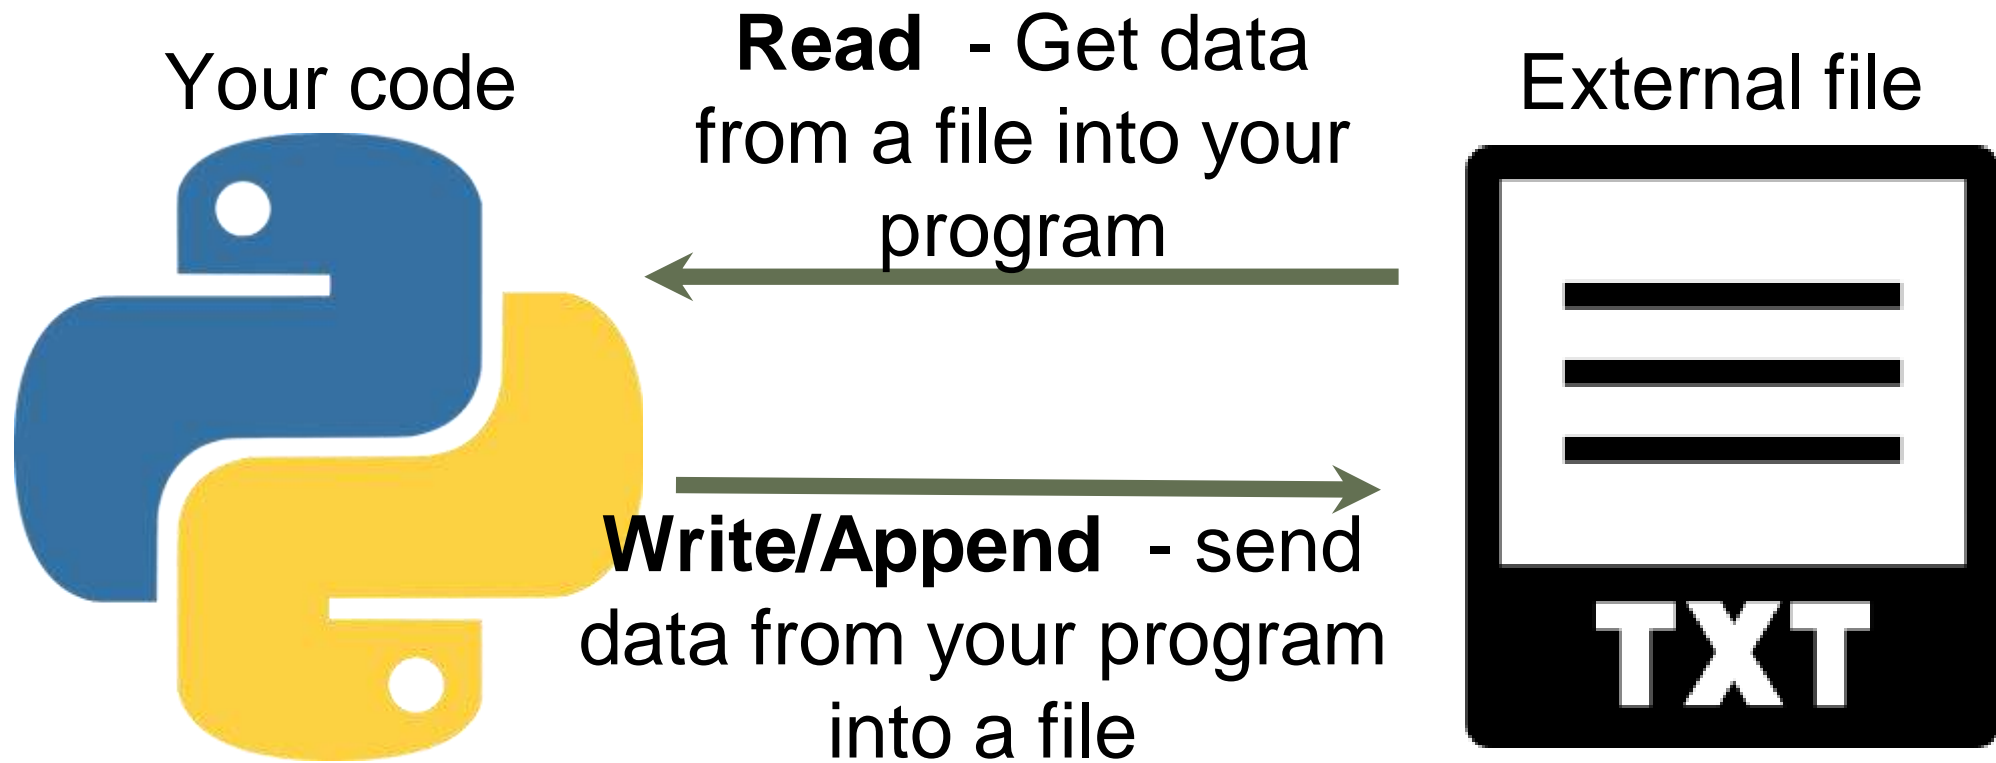 Your code
Read - Get data
from a file into your
program
External file
Write/Append - send
data from your program
into a file
TXT